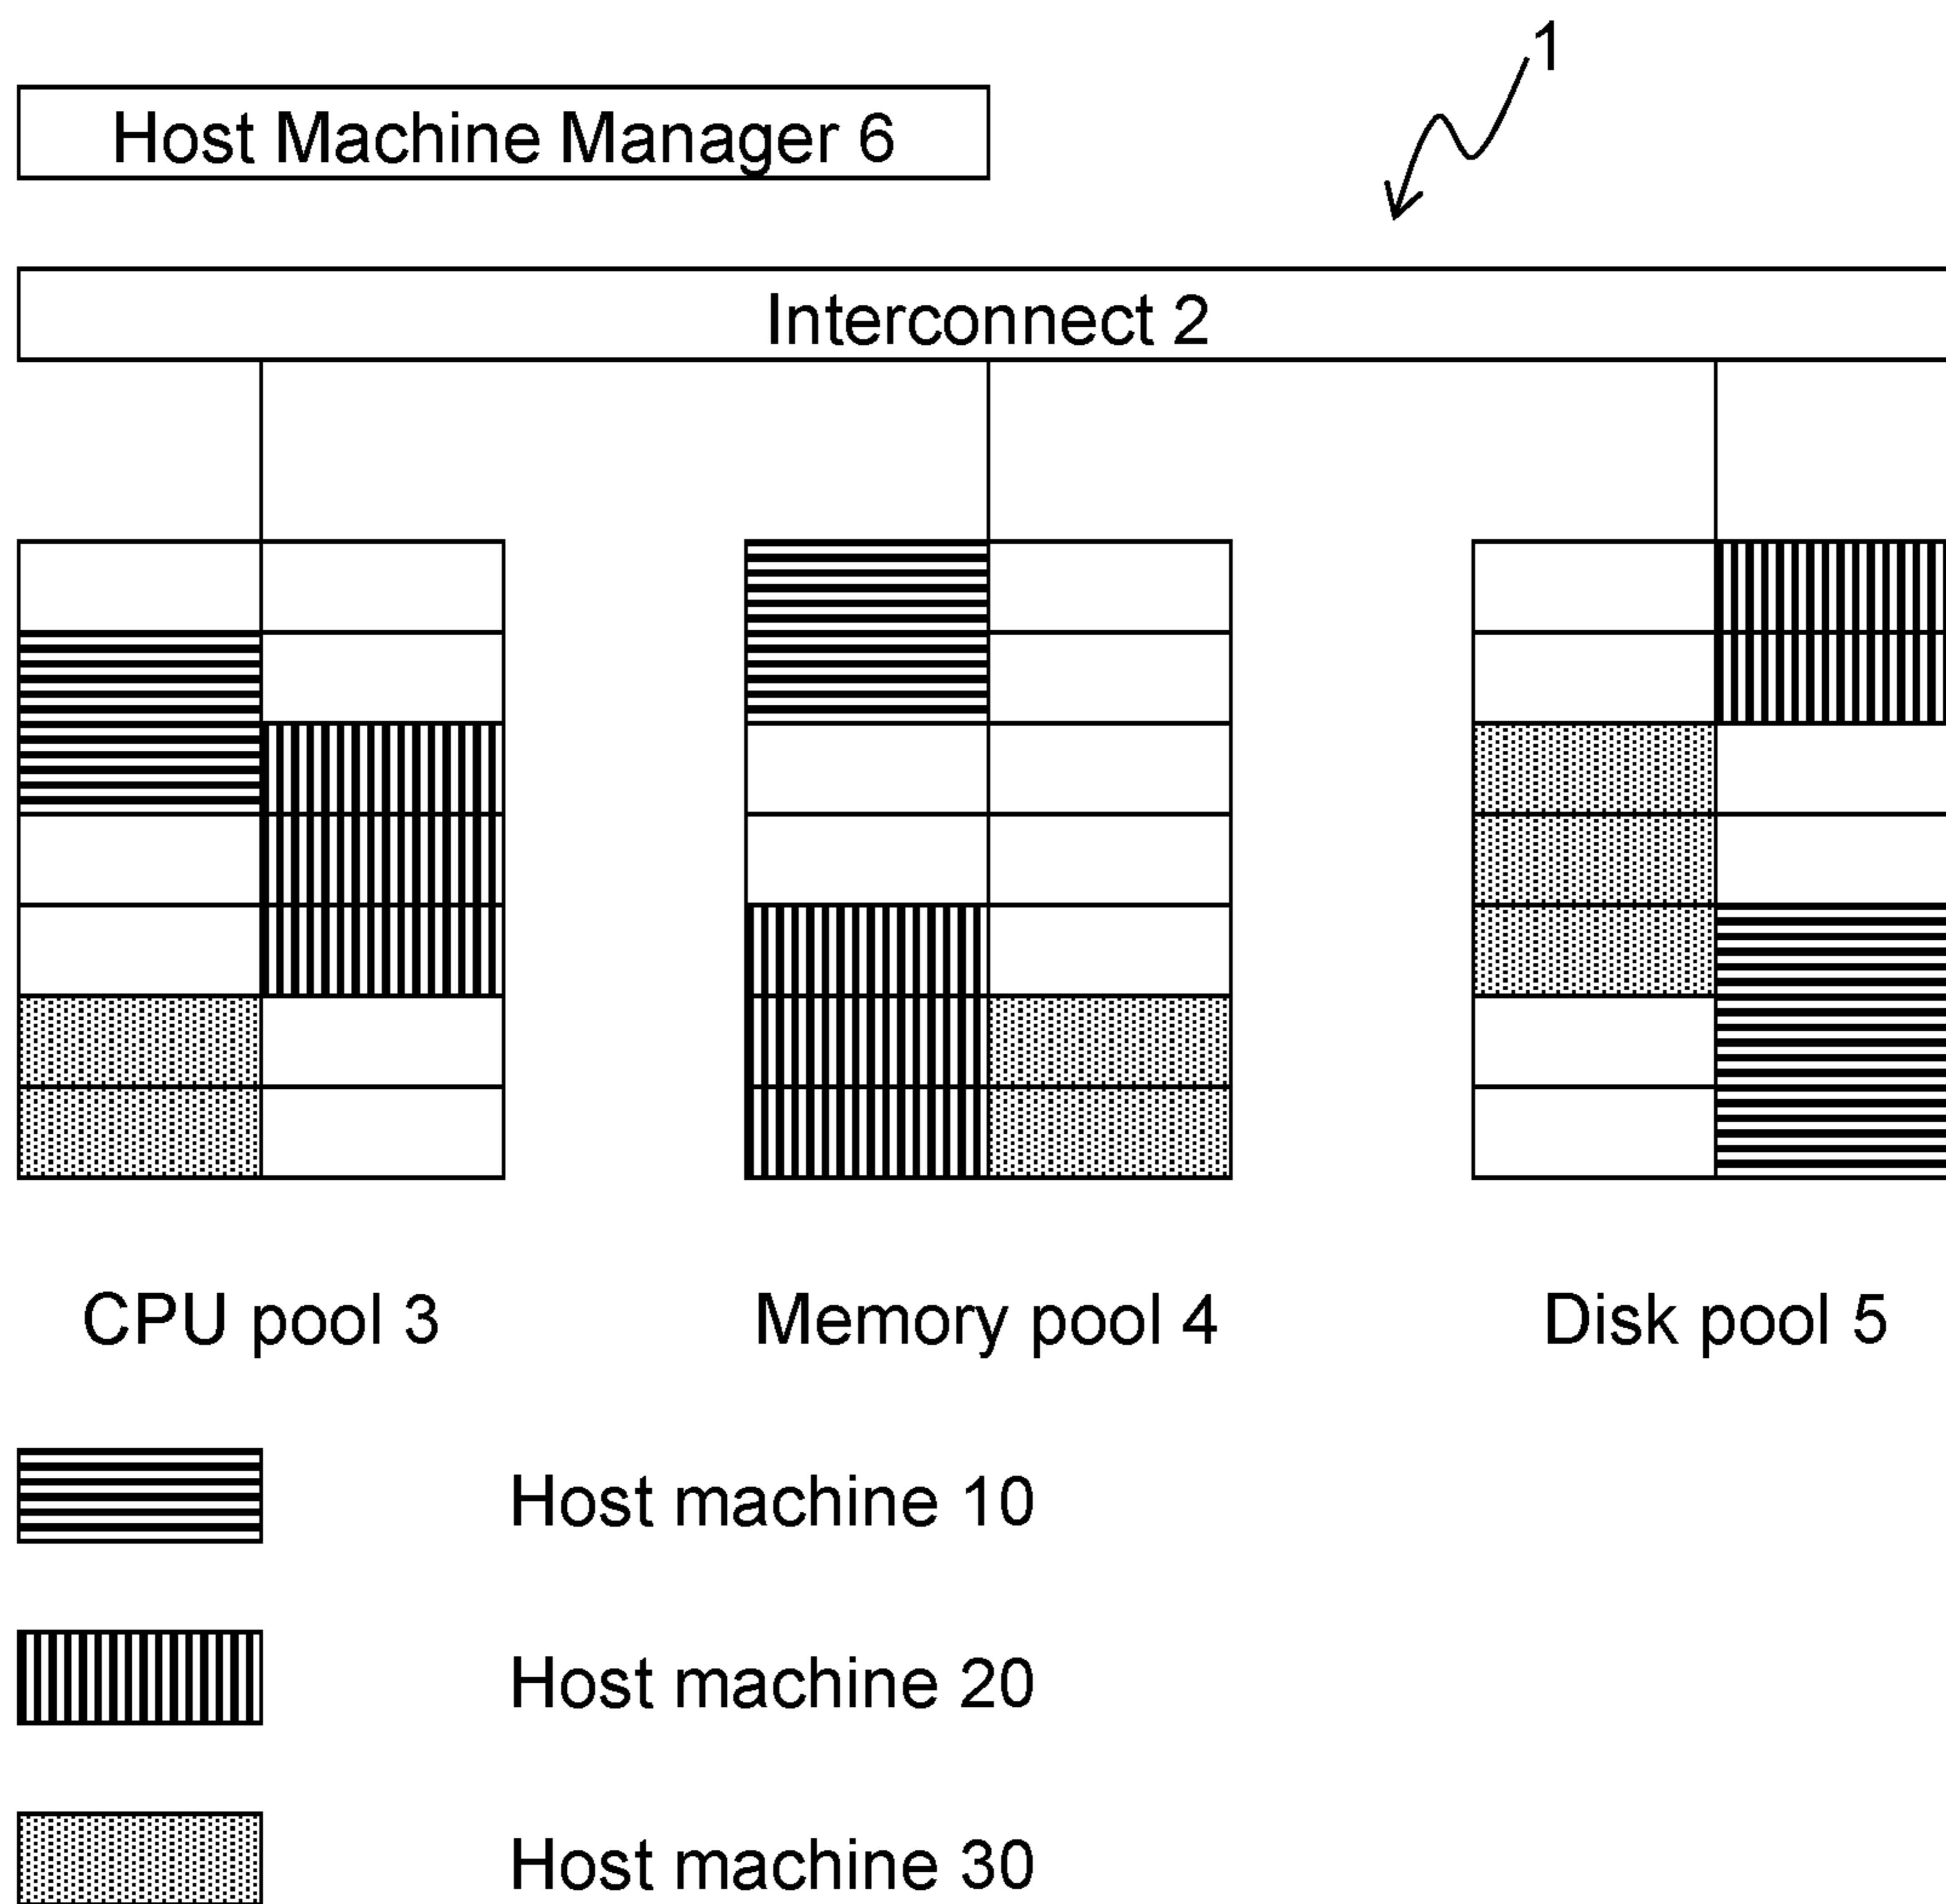 1
Host Machine Manager 6
Interconnect 2
CPU pool 3
Memory pool 4
Disk pool 5
Host machine 10
Host machine 20
Host machine 30